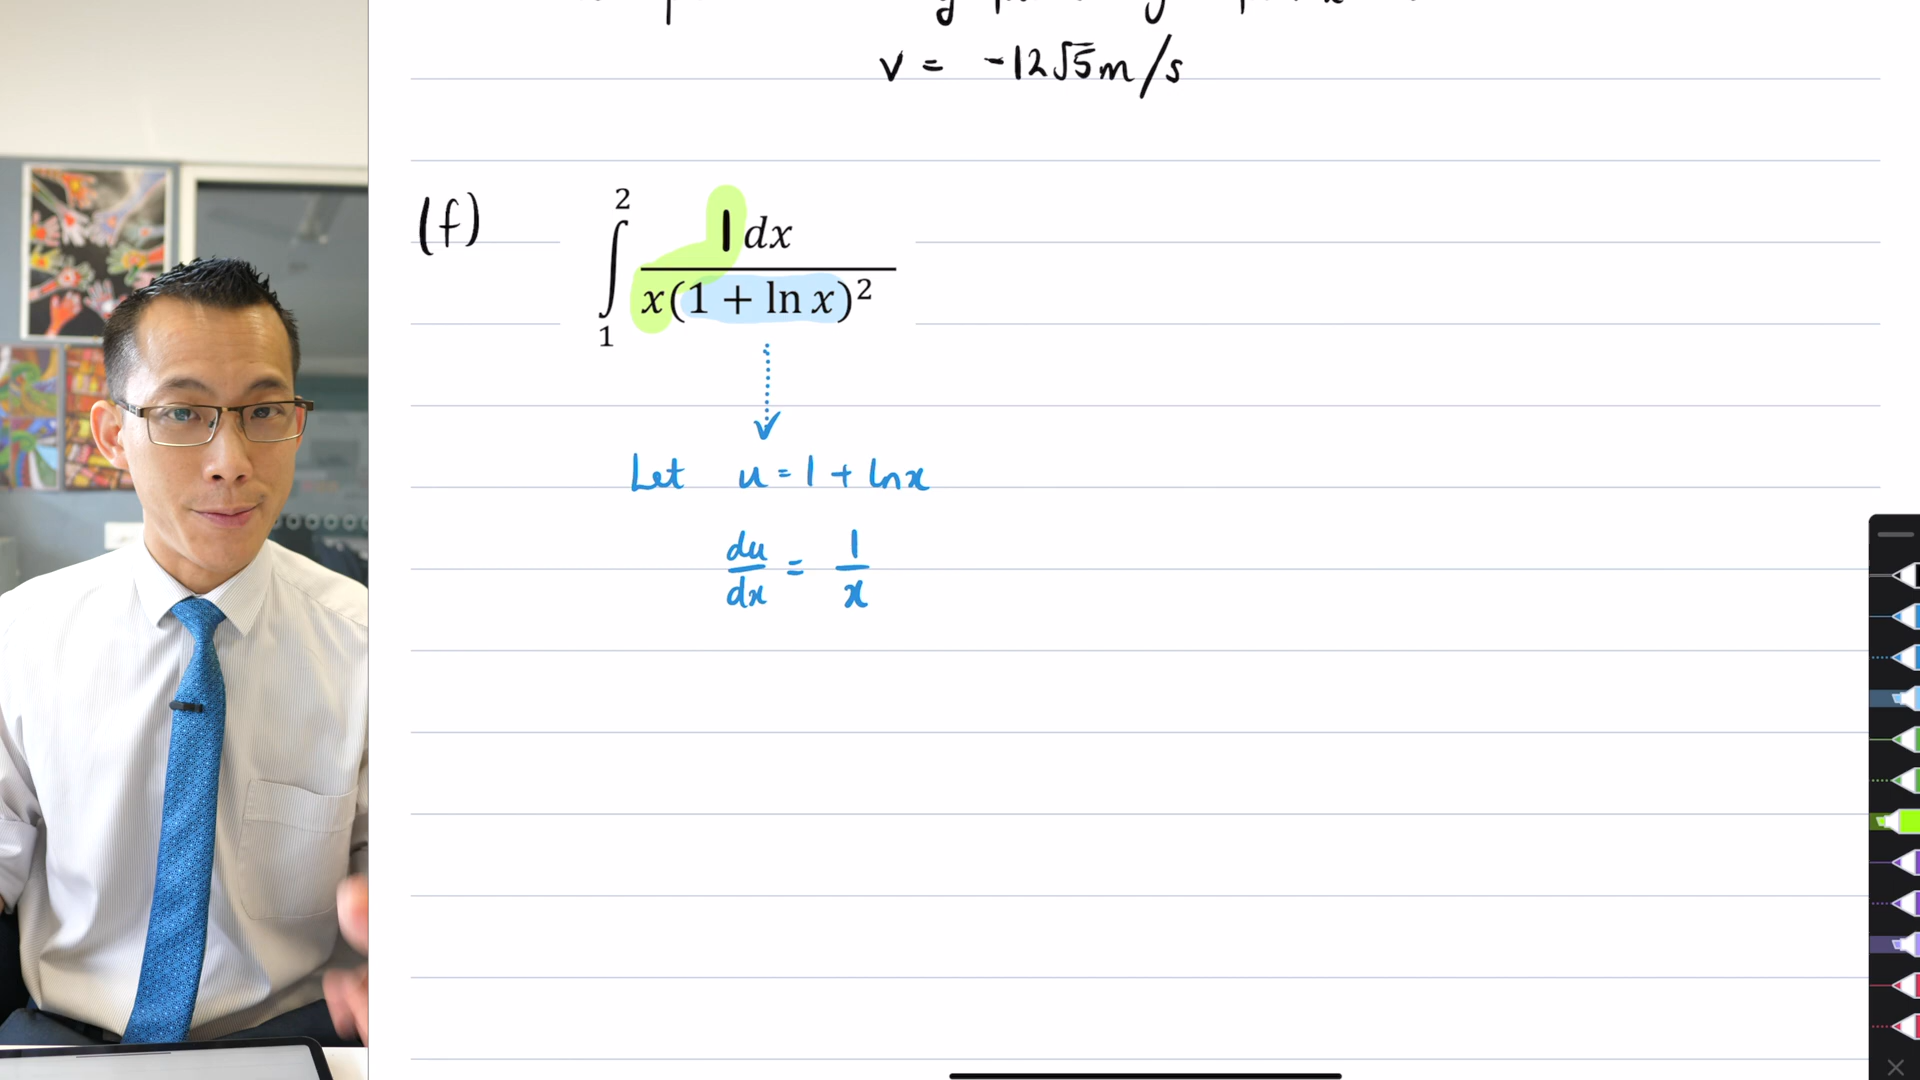 v = -12√5 m/s
(f) ∫₁² 1 dx / x(1 + ln x)²
Let u = 1 + ln x
du/dx = 1/x